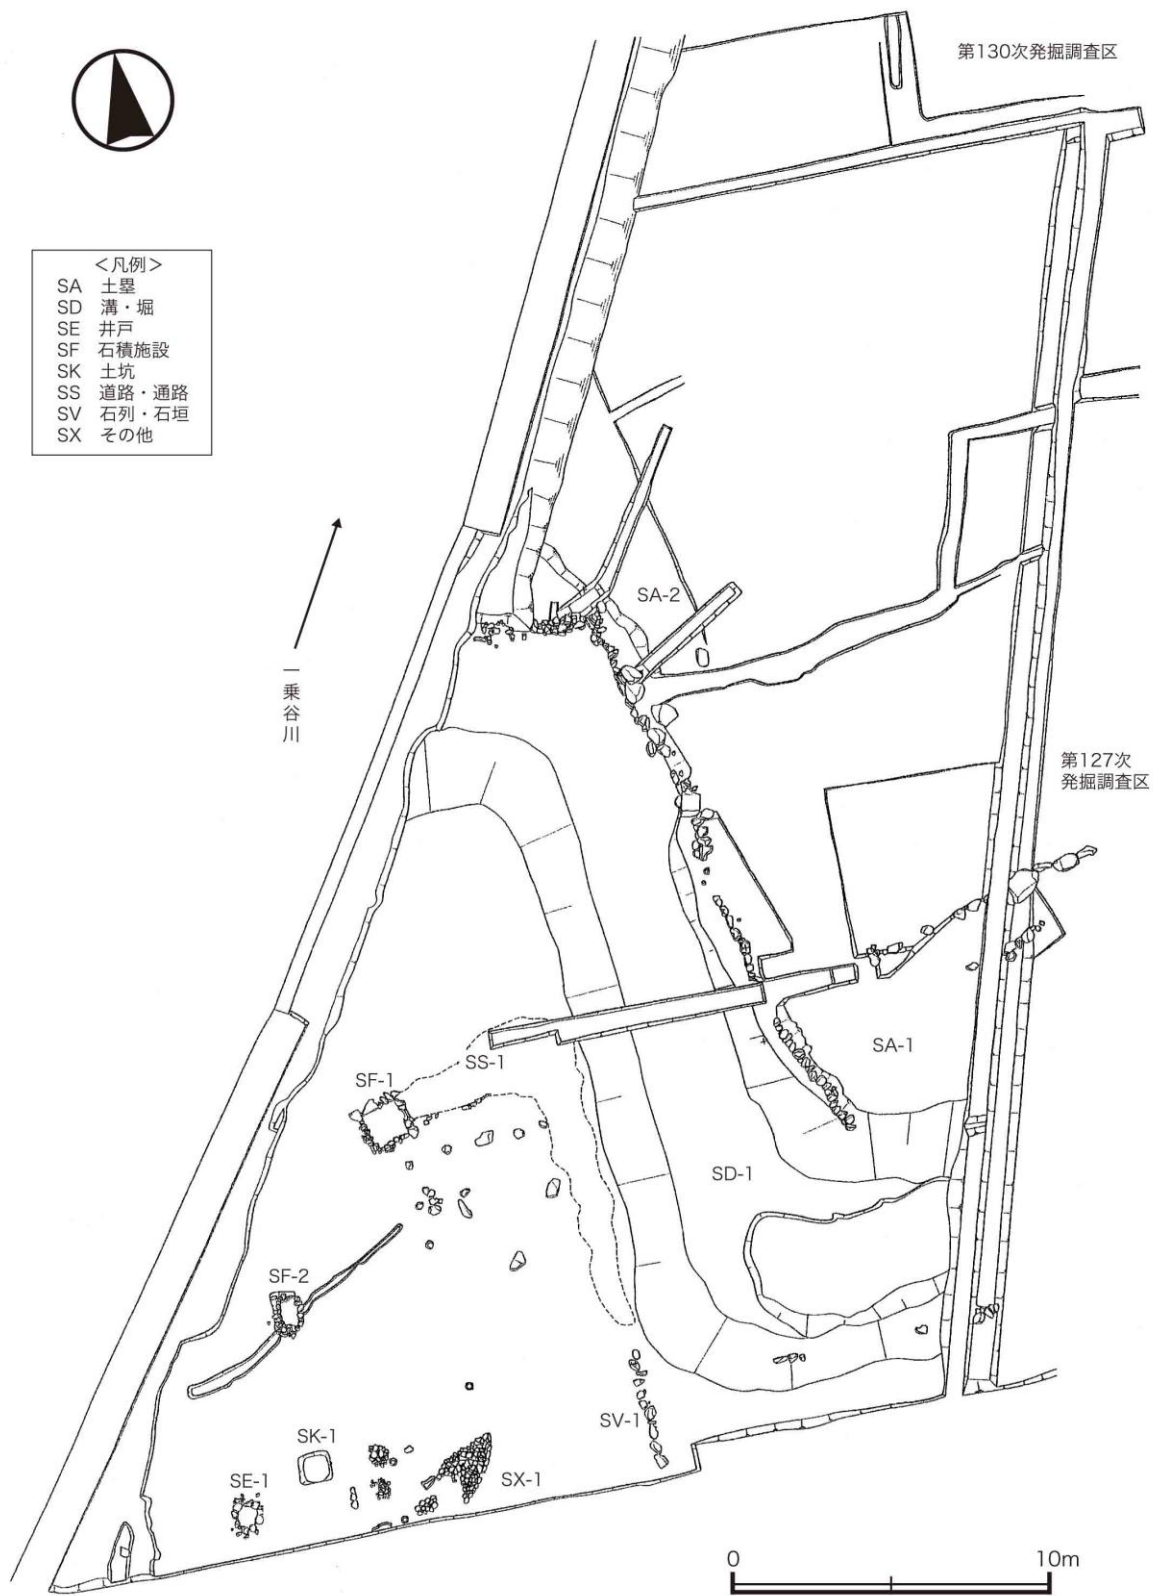 第130次発掘調査区
<凡例>
SA 土塁
SD 溝・堀
SE 井戸
SF 石積施設
SK 土坑
SS 道路・通路
SV 石列・石垣
SX その他
SA-2
一乗谷川
第127次
発掘調査区
SA-1
SS-1
SF-1
SD-1
SF-2
SV-1
SK-1
SX-1
SE-1
0 10m